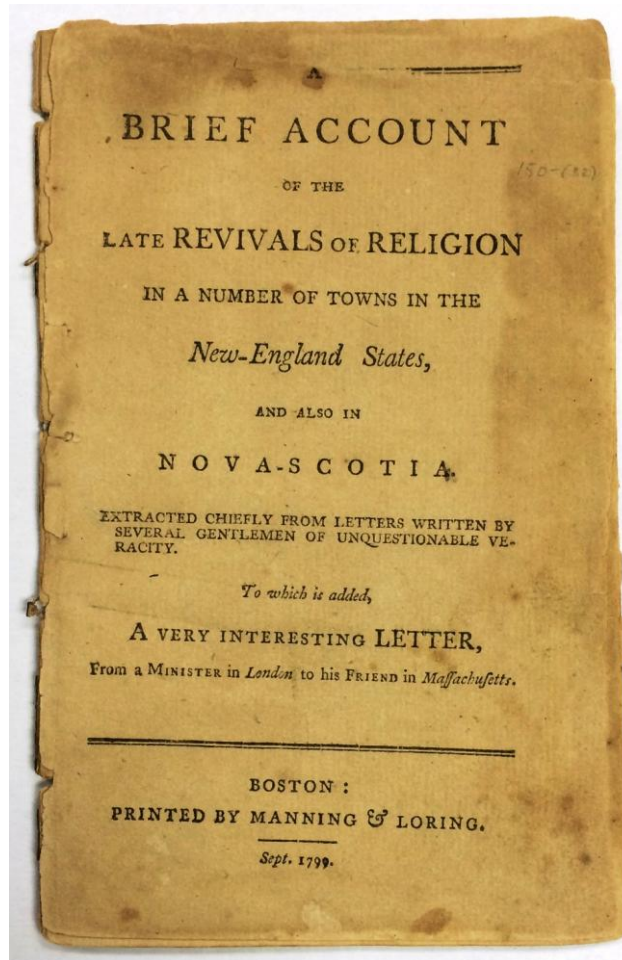 A
BRIEF ACCOUNT
OF THE
LATE REVIVALS OF RELIGION
IN A NUMBER OF TOWNS IN THE
New-England States,
AND ALSO IN
NOVA-SCOTIA.
EXTRACTED CHIEFLY FROM LETTERS WRITTEN BY
SEVERAL GENTLEMEN OF UNQUESTIONABLE VE-
RACITY.
To which is added,
A VERY INTERESTING LETTER,
From a MINISTER in London to his FRIEND in Maſſachuſetts.
BOSTON:
PRINTED BY MANNING & LORING.
Sept. 1799.